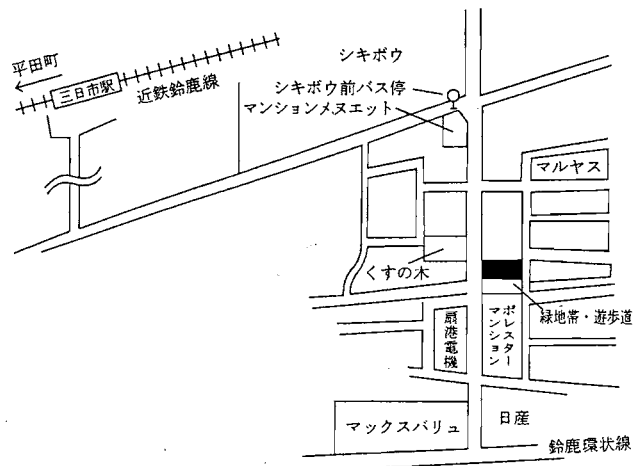 シキボウ
平田町
三日市駅
近鉄鈴鹿線
シキボウ前バス停
マンションメヌエット
マルヤス
くすの木
緑地帯・遊歩道
扇港電機
ポレスター
マンション
マックスバリュ
日産
鈴鹿環状線